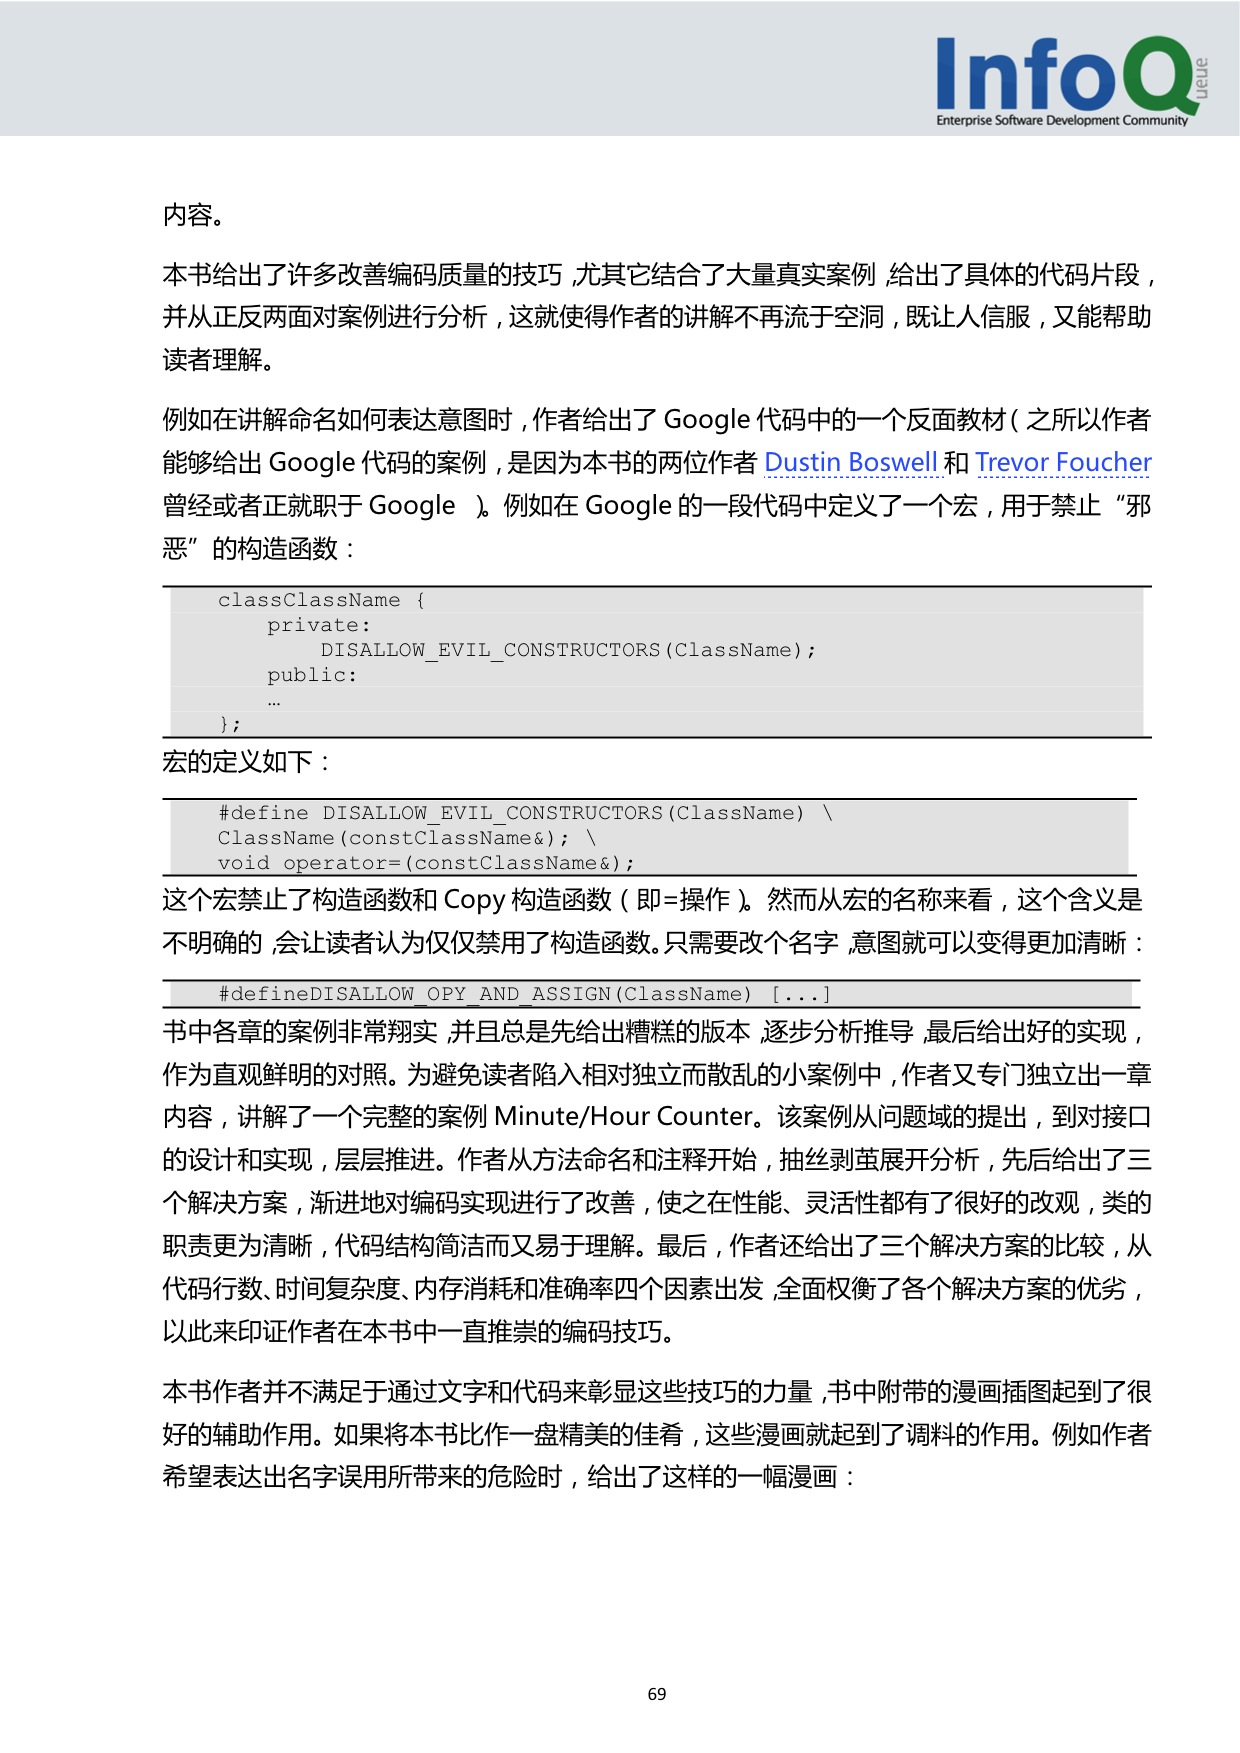 InfoQueue
Enterprise Software Development Community
内容。
本书给出了许多改善编码质量的技巧,尤其它结合了大量真实案例,给出了具体的代码片段,
并从正反两面对案例进行分析,这就使得作者的讲解不再流于空洞,既让人信服,又能帮助
读者理解。
例如在讲解命名如何表达意图时,作者给出了 Google 代码中的一个反面教材(之所以作者
能够给出 Google 代码的案例,是因为本书的两位作者 Dustin Boswell 和 Trevor Foucher
曾经或者正就职于 Google )。例如在 Google 的一段代码中定义了一个宏,用于禁止“邪
恶”的构造函数:
classClassName {
private:
DISALLOW_EVIL_CONSTRUCTORS(ClassName);
public:
…
};
宏的定义如下:
#define DISALLOW_EVIL_CONSTRUCTORS(ClassName) \
ClassName(constClassName&); \
void operator=(constClassName&);
这个宏禁止了构造函数和 Copy 构造函数(即=操作)。然而从宏的名称来看,这个含义是
不明确的,会让读者认为仅仅禁用了构造函数。只需要改个名字,意图就可以变得更加清晰:
#defineDISALLOW_OPY_AND_ASSIGN(ClassName) [...]
书中各章的案例非常翔实,并且总是先给出糟糕的版本,逐步分析推导,最后给出好的实现,
作为直观鲜明的对照。为避免读者陷入相对独立而散乱的小案例中,作者又专门独立出一章
内容,讲解了一个完整的案例 Minute/Hour Counter。该案例从问题域的提出,到对接口
的设计和实现,层层推进。作者从方法命名和注释开始,抽丝剥茧展开分析,先后给出了三
个解决方案,渐进地对编码实现进行了改善,使之在性能、灵活性都有了很好的改观,类的
职责更为清晰,代码结构简洁而又易于理解。最后,作者还给出了三个解决方案的比较,从
代码行数、时间复杂度、内存消耗和准确率四个因素出发,全面权衡了各个解决方案的优劣,
以此来印证作者在本书中一直推崇的编码技巧。
本书作者并不满足于通过文字和代码来彰显这些技巧的力量,书中附带的漫画插图起到了很
好的辅助作用。如果将本书比作一盘精美的佳肴,这些漫画就起到了调料的作用。例如作者
希望表达出名字误用所带来的危险时,给出了这样的一幅漫画:
69